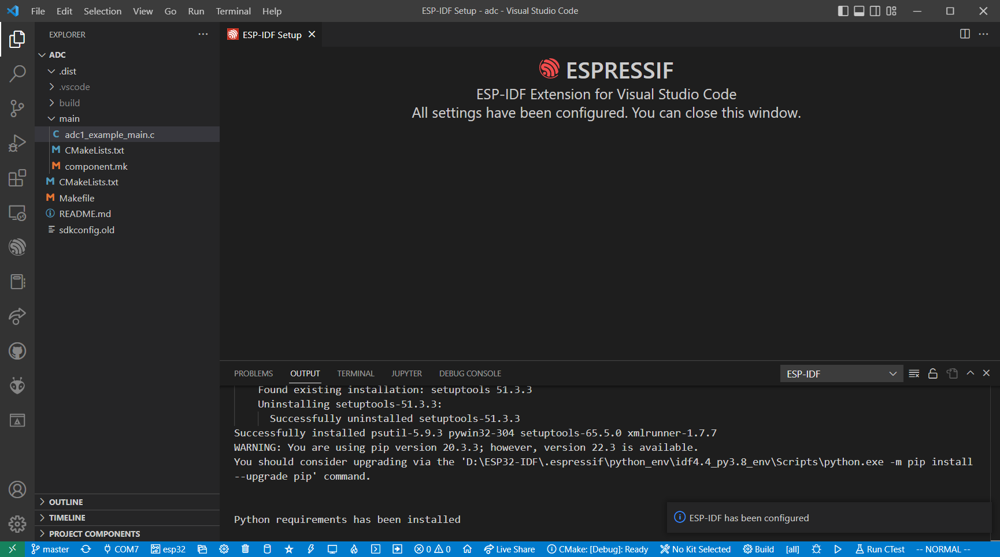 File Edit Selection View Go Run Terminal Help
ESP-IDF Setup - adc - Visual Studio Code
EXPLORER
ADC
.dist
.vscode
build
main
C adc1_example_main.c
M CMakeLists.txt
M component.mk
M CMakeLists.txt
M Makefile
README.md
sdkconfig.old
OUTLINE
TIMELINE
PROJECT COMPONENTS
ESP-IDF Setup
ESPRESSIF
ESP-IDF Extension for Visual Studio Code
All settings have been configured. You can close this window.
PROBLEMS OUTPUT TERMINAL JUPYTER DEBUG CONSOLE
ESP-IDF
Found existing installation: setuptools 51.3.3
Uninstalling setuptools-51.3.3:
Successfully uninstalled setuptools-51.3.3
Successfully installed psutil-5.9.3 pywin32-304 setuptools-65.5.0 xmlrunner-1.7.7
WARNING: You are using pip version 20.3.3; however, version 22.3 is available.
You should consider upgrading via the 'D:\ESP32-IDF\.espressif\python_env\idf4.4_py3.8_env\Scripts\python.exe -m pip install
--upgrade pip' command.
Python requirements has been installed
ESP-IDF has been configured
master COM7 esp32 0 0 Live Share CMake: [Debug]: Ready No Kit Selected Build [all] Run CTest -- NORMAL --